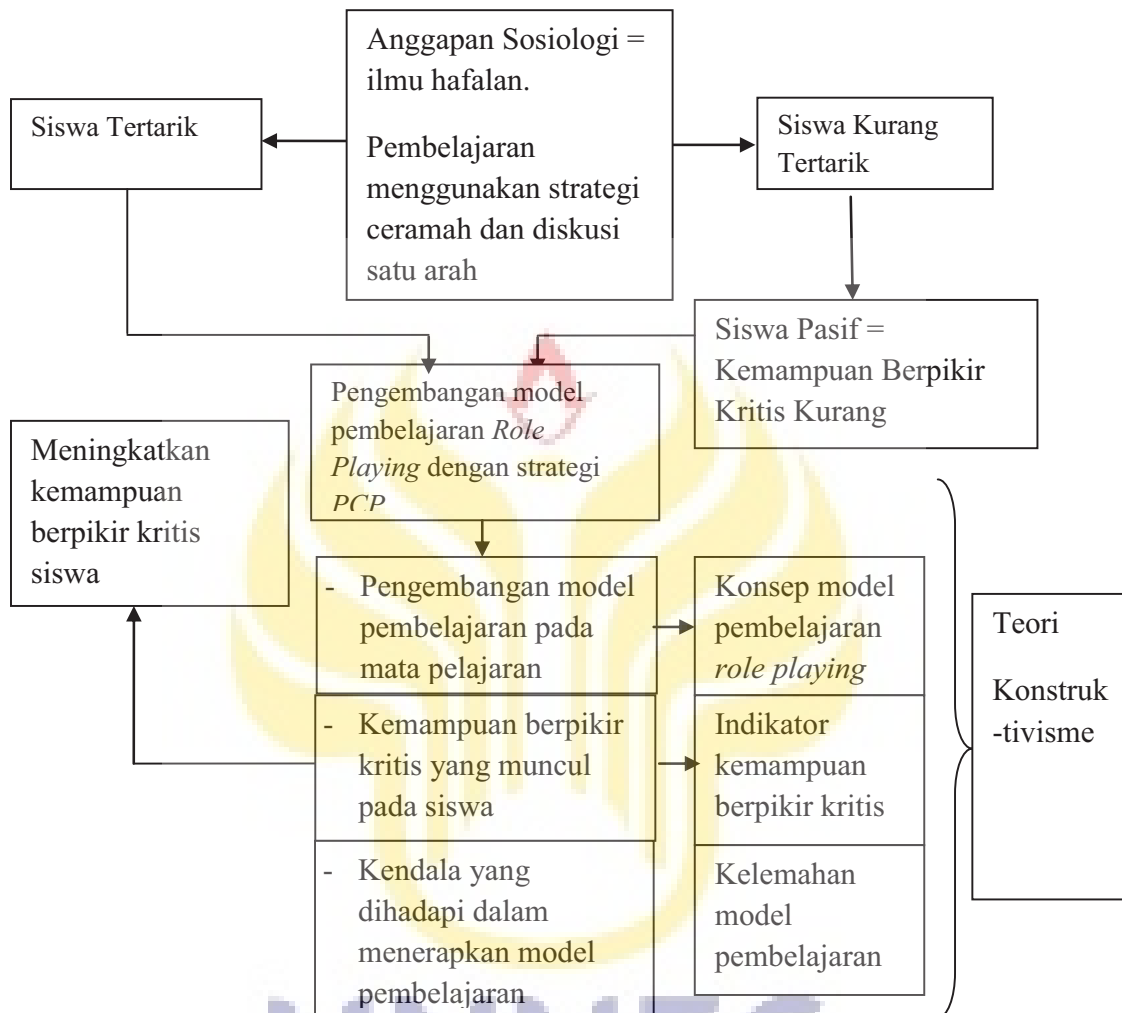 Anggapan Sosiologi =
ilmu hafalan.
Pembelajaran
menggunakan strategi
ceramah dan diskusi
satu arah
Siswa Tertarik
Siswa Kurang
Tertarik
Siswa Pasif =
Kemampuan Berpikir
Kritis Kurang
Pengembangan model
pembelajaran Role
Playing dengan strategi
PCP
Meningkatkan
kemampuan
berpikir kritis
siswa
- Pengembangan model
pembelajaran pada
mata pelajaran
Konsep model
pembelajaran
role playing
- Kemampuan berpikir
kritis yang muncul
pada siswa
Indikator
kemampuan
berpikir kritis
- Kendala yang
dihadapi dalam
menerapkan model
pembelajaran
Kelemahan
model
pembelajaran
Teori
Konstruk
-tivisme